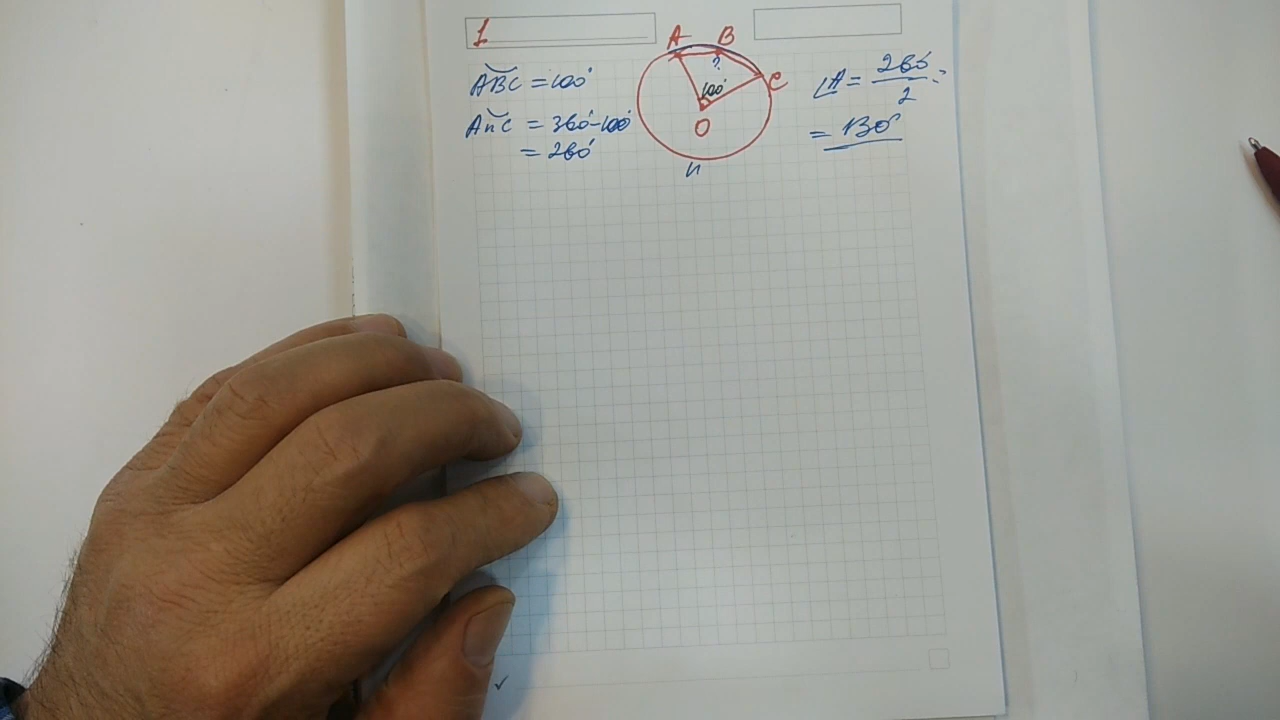 1
A B
? C
100°
O
n
ABC = 100°
AnC = 360°-100°
= 260°
∠A = 260° =
2
= 130°